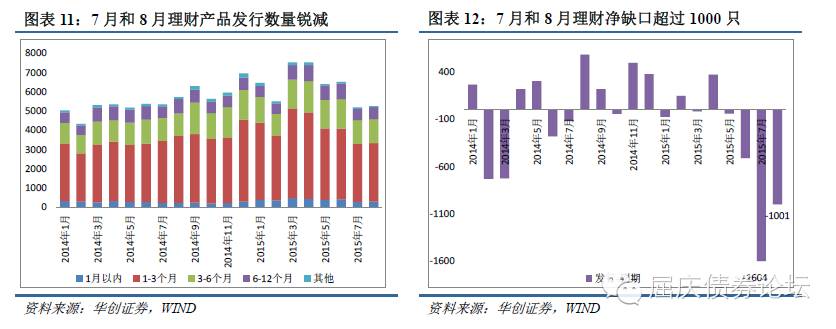 图表 11：7 月和 8 月理财产品发行数量锐减
8000
7000
6000
5000
4000
3000
2000
1000
0
2014年1月
2014年3月
2014年5月
2014年7月
2014年9月
2014年11月
2015年1月
2015年3月
2015年5月
2015年7月
1月以内
1-3个月
3-6个月
6-12个月
其他
资料来源：华创证券，WIND
图表 12：7 月和 8 月理财净缺口超过 1000 只
400
-100
-600
-1100
-1600
2014年1月
2014年3月
2014年5月
2014年7月
2014年9月
2014年11月
2015年1月
2015年3月
2015年5月
2015年7月
-1001
-1604
期
资料来源：华创证券，WIND
屈庆债券论坛